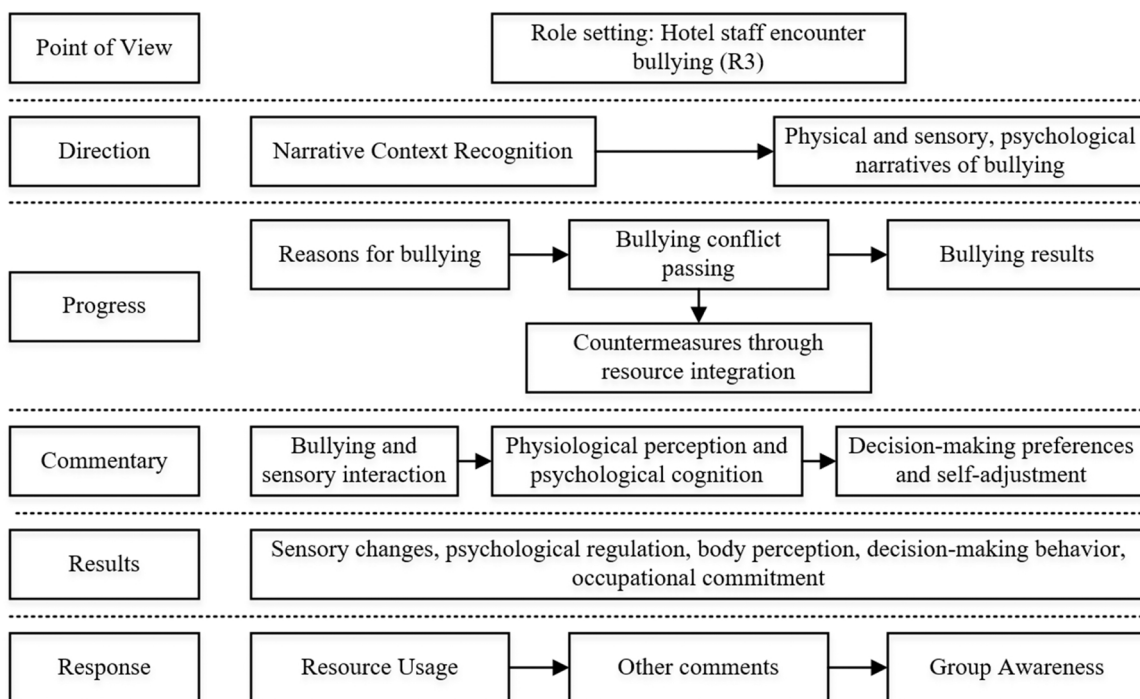 Point of View
Role setting: Hotel staff encounter
bullying (R3)
Direction
Narrative Context Recognition
Physical and sensory, psychological
narratives of bullying
Progress
Reasons for bullying
Bullying conflict
passing
Bullying results
Countermeasures through
resource integration
Commentary
Bullying and
sensory interaction
Physiological perception and
psychological cognition
Decision-making preferences
and self-adjustment
Results
Sensory changes, psychological regulation, body perception, decision-making behavior,
occupational commitment
Response
Resource Usage
Other comments
Group Awareness